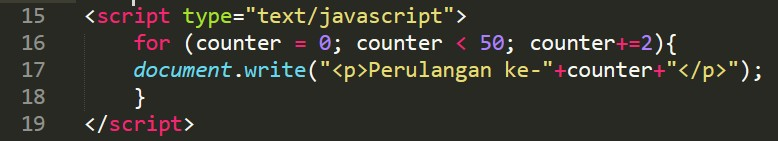 15 <script type="text/javascript">
16 for (counter = 0; counter < 50; counter+=2){
17 document.write("<p>Perulangan ke-"+counter+"</p>");
18 }
19 </script>